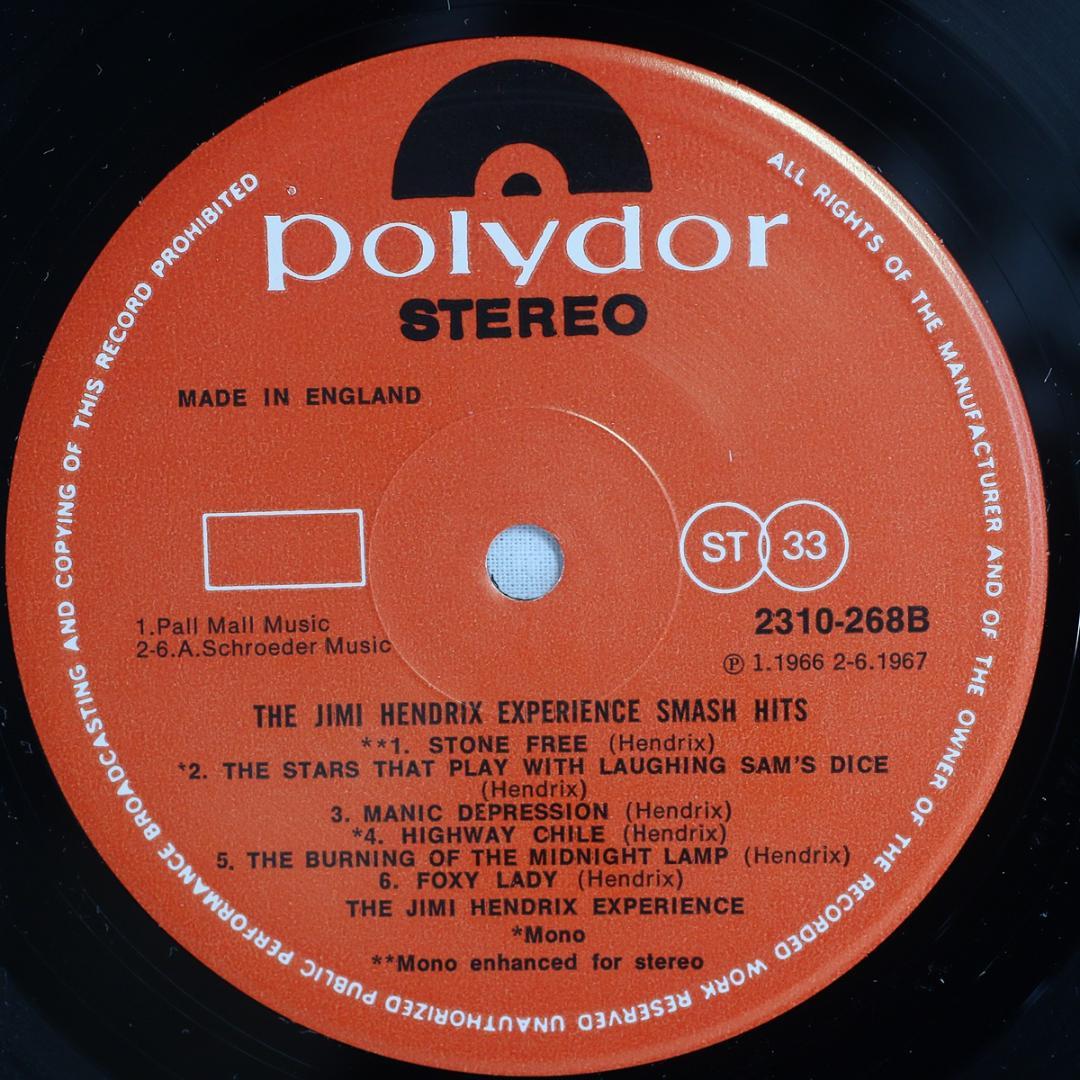 polydor
STEREO
MADE IN ENGLAND
ST 33
1.Pall Mall Music
2-6.A.Schroeder Music
2310-268B
℗ 1.1966 2-6.1967
THE JIMI HENDRIX EXPERIENCE SMASH HITS
**1. STONE FREE (Hendrix)
*2. THE STARS THAT PLAY WITH LAUGHING SAM'S DICE
(Hendrix)
3. MANIC DEPRESSION (Hendrix)
*4. HIGHWAY CHILE (Hendrix)
5. THE BURNING OF THE MIDNIGHT LAMP (Hendrix)
6. FOXY LADY (Hendrix)
THE JIMI HENDRIX EXPERIENCE
*Mono
**Mono enhanced for stereo
ALL RIGHTS OF THE MANUFACTURER AND OF THE OWNER OF THE RECORDED WORK RESERVED UNAUTHORIZED PUBLIC PERFORMANCE BROADCASTING AND COPYING OF THIS RECORD PROHIBITED